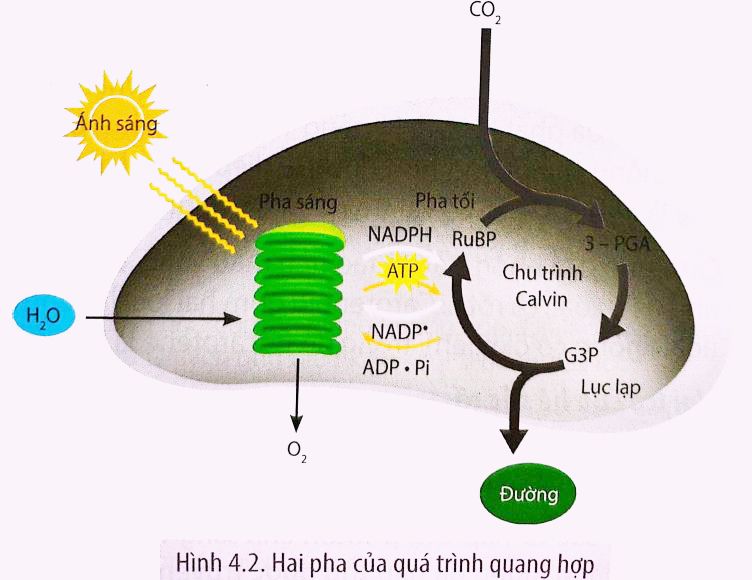 CO₂
Ánh sáng
Pha sáng
Pha tối
NADPH
RuBP
3 – PGA
ATP
Chu trình
Calvin
H₂O
NADP•
G3P
ADP • Pi
Lục lạp
O₂
Đường
Hình 4.2. Hai pha của quá trình quang hợp